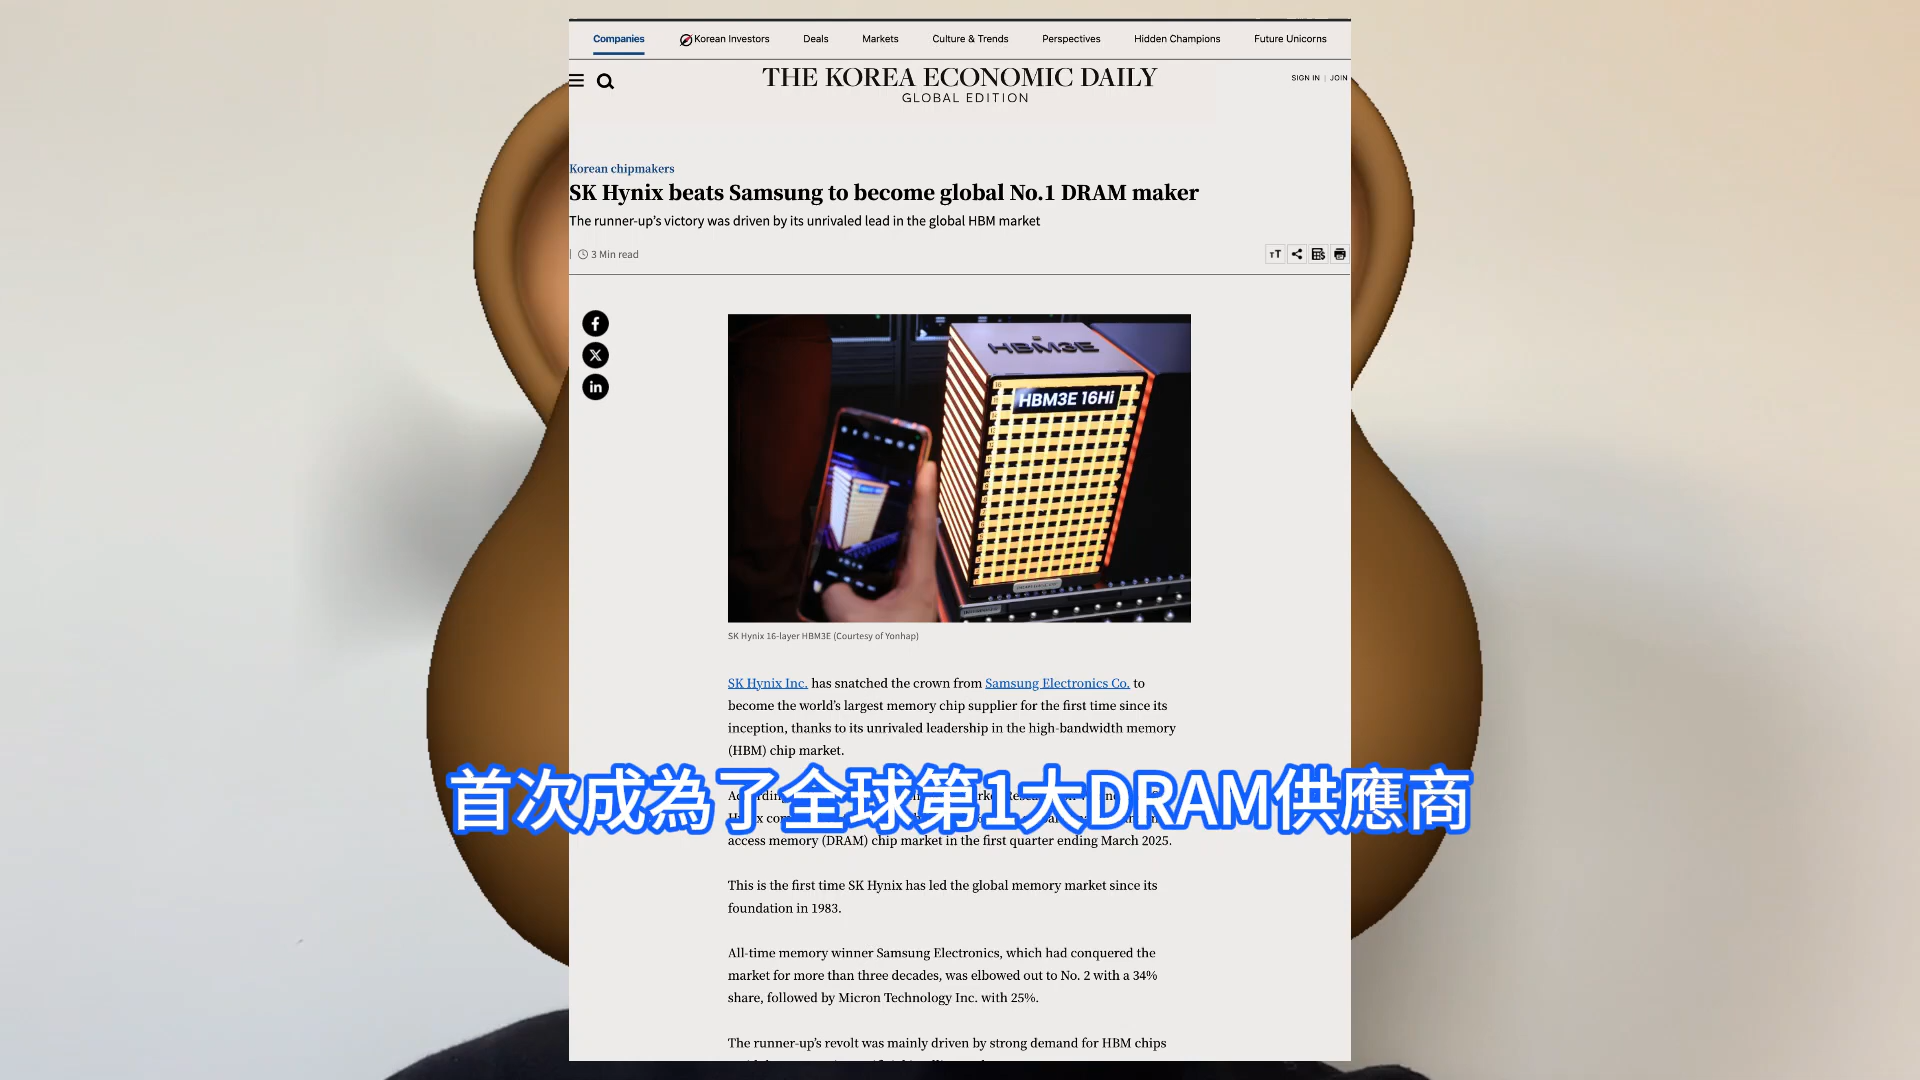 Companies
Korean Investors
Deals
Markets
Culture & Trends
Perspectives
Hidden Champions
Future Unicorns
THE KOREA ECONOMIC DAILY
GLOBAL EDITION
SIGN IN | JOIN
Korean chipmakers
SK Hynix beats Samsung to become global No.1 DRAM maker
The runner-up's victory was driven by its unrivaled lead in the global HBM market
3 Min read
HBM3E
HBM3E 16Hi
SK Hynix 16-layer HBM3E (Courtesy of Yonhap)
SK Hynix Inc. has snatched the crown from Samsung Electronics Co. to
become the world's largest memory chip supplier for the first time since its
inception, thanks to its unrivaled leadership in the high-bandwidth memory
(HBM) chip market.
首次成為了全球第1大DRAM供應商
access memory (DRAM) chip market in the first quarter ending March 2025.
This is the first time SK Hynix has led the global memory market since its
foundation in 1983.
All-time memory winner Samsung Electronics, which had conquered the
market for more than three decades, was elbowed out to No. 2 with a 34%
share, followed by Micron Technology Inc. with 25%.
The runner-up's revolt was mainly driven by strong demand for HBM chips